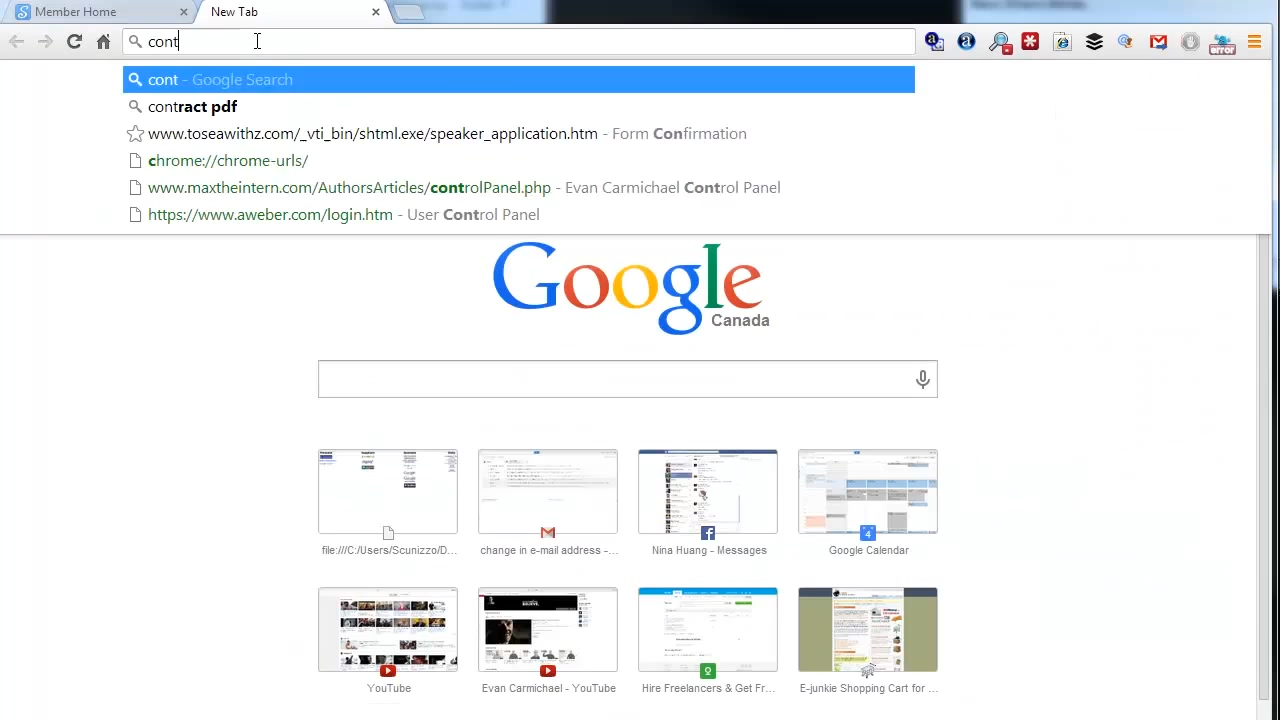 Member Home
New Tab
cont
error
cont - Google Search
contract pdf
www.toseawithz.com/_vti_bin/shtml.exe/speaker_application.htm - Form Confirmation
chrome://chrome-urls/
www.maxtheintern.com/AuthorsArticles/controlPanel.php - Evan Carmichael Control Panel
https://www.aweber.com/login.htm - User Control Panel
Google
Canada
4
file:///C:/Users/Scunizzo/D...
change in e-mail address -...
Nina Huang - Messages
Google Calendar
YouTube
Evan Carmichael - YouTube
Hire Freelancers & Get Fr...
E-junkie Shopping Cart for ...